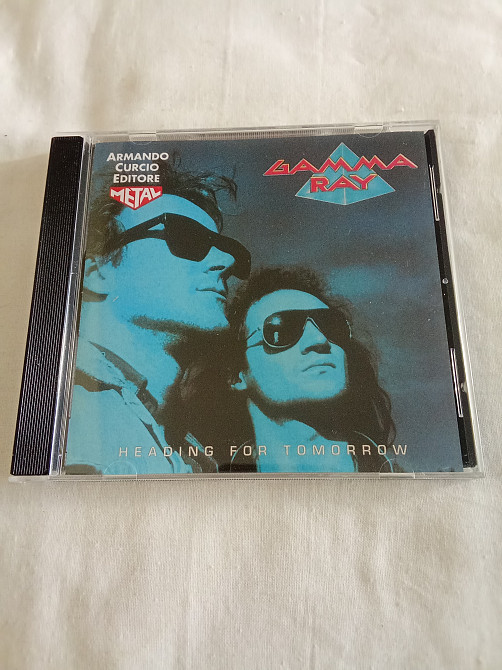 ARMANDO
CURCIO
EDITORE
METAL
GAMMA
RAY
HEADING FOR TOMORROW